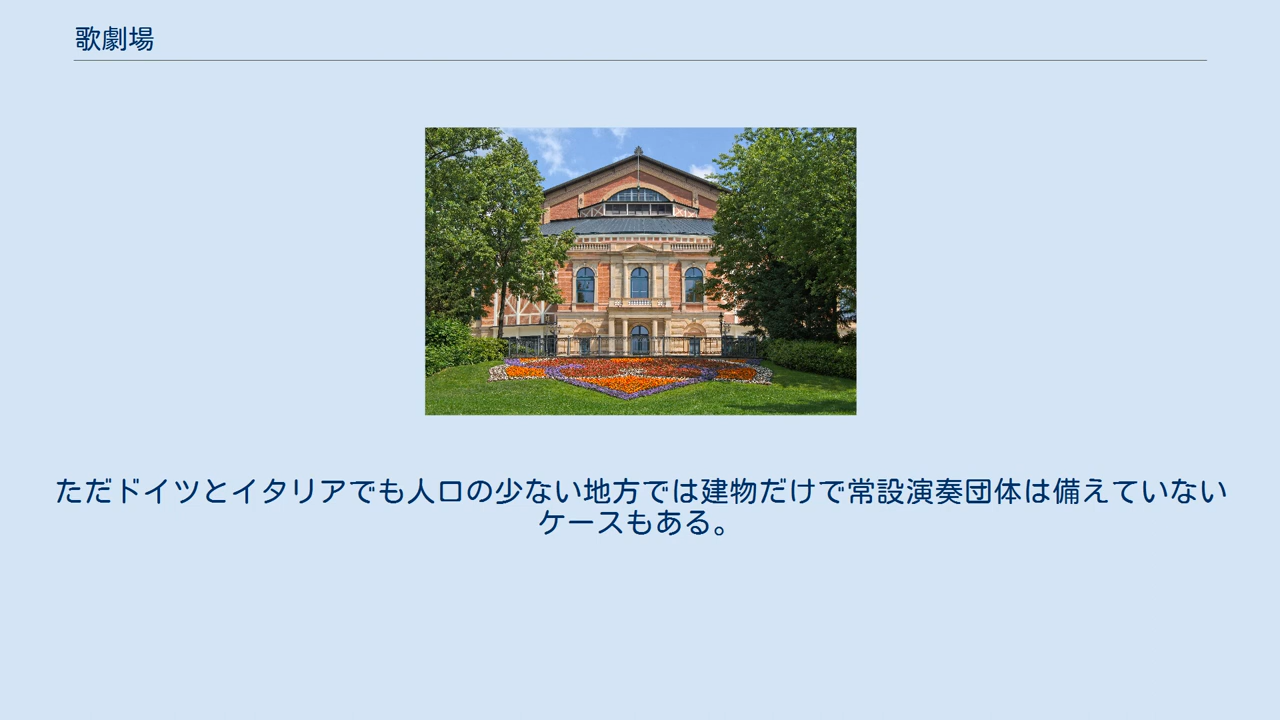 歌劇場
ただドイツとイタリアでも人口の少ない地方では建物だけで常設演奏団体は備えていない
ケースもある。